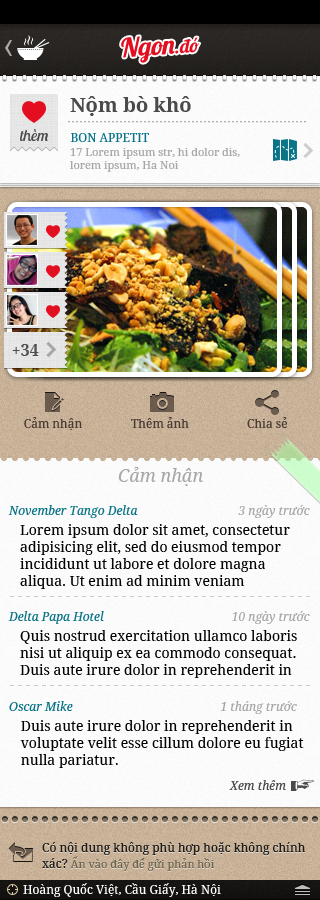 Ngon.đó
Nộm bò khô
thèm
BON APPETIT
17 Lorem ipsum str, hi dolor dis,
lorem ipsum, Ha Noi
+34
Cảm nhận
Thêm ảnh
Chia sẻ
Cảm nhận
November Tango Delta 3 ngày trước
Lorem ipsum dolor sit amet, consectetur
adipisicing elit, sed do eiusmod tempor
incididunt ut labore et dolore magna
aliqua. Ut enim ad minim veniam
Delta Papa Hotel 10 ngày trước
Quis nostrud exercitation ullamco laboris
nisi ut aliquip ex ea commodo consequat.
Duis aute irure dolor in reprehenderit in
Oscar Mike 1 tháng trước
Duis aute irure dolor in reprehenderit in
voluptate velit esse cillum dolore eu fugiat
nulla pariatur.
Xem thêm
Có nội dung không phù hợp hoặc không chính
xác? Ấn vào đây để gửi phản hồi
Hoàng Quốc Việt, Cầu Giấy, Hà Nội